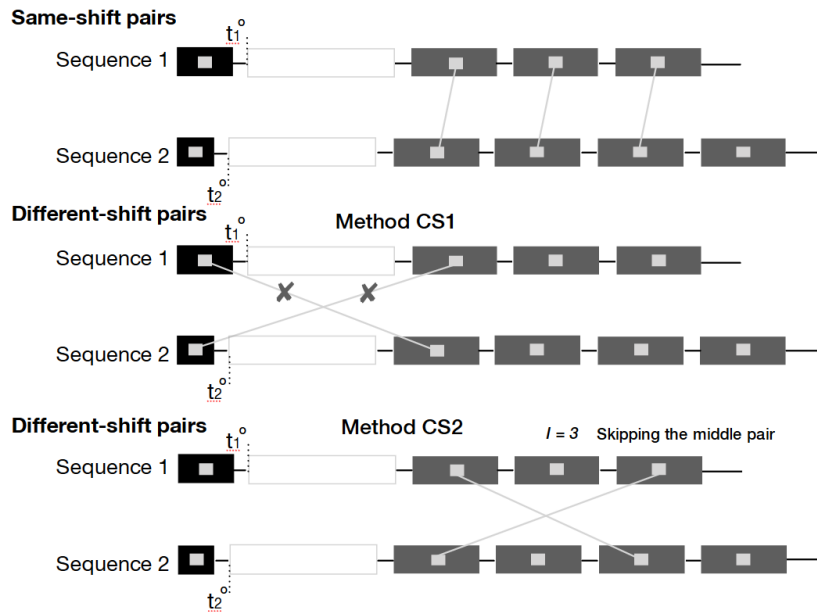 Same-shift pairs
t1°
Sequence 1
Sequence 2
t2°
Different-shift pairs
Method CS1
t1°
Sequence 1
Sequence 2
t2°
Different-shift pairs
Method CS2
I = 3 Skipping the middle pair
t1°
Sequence 1
Sequence 2
t2°